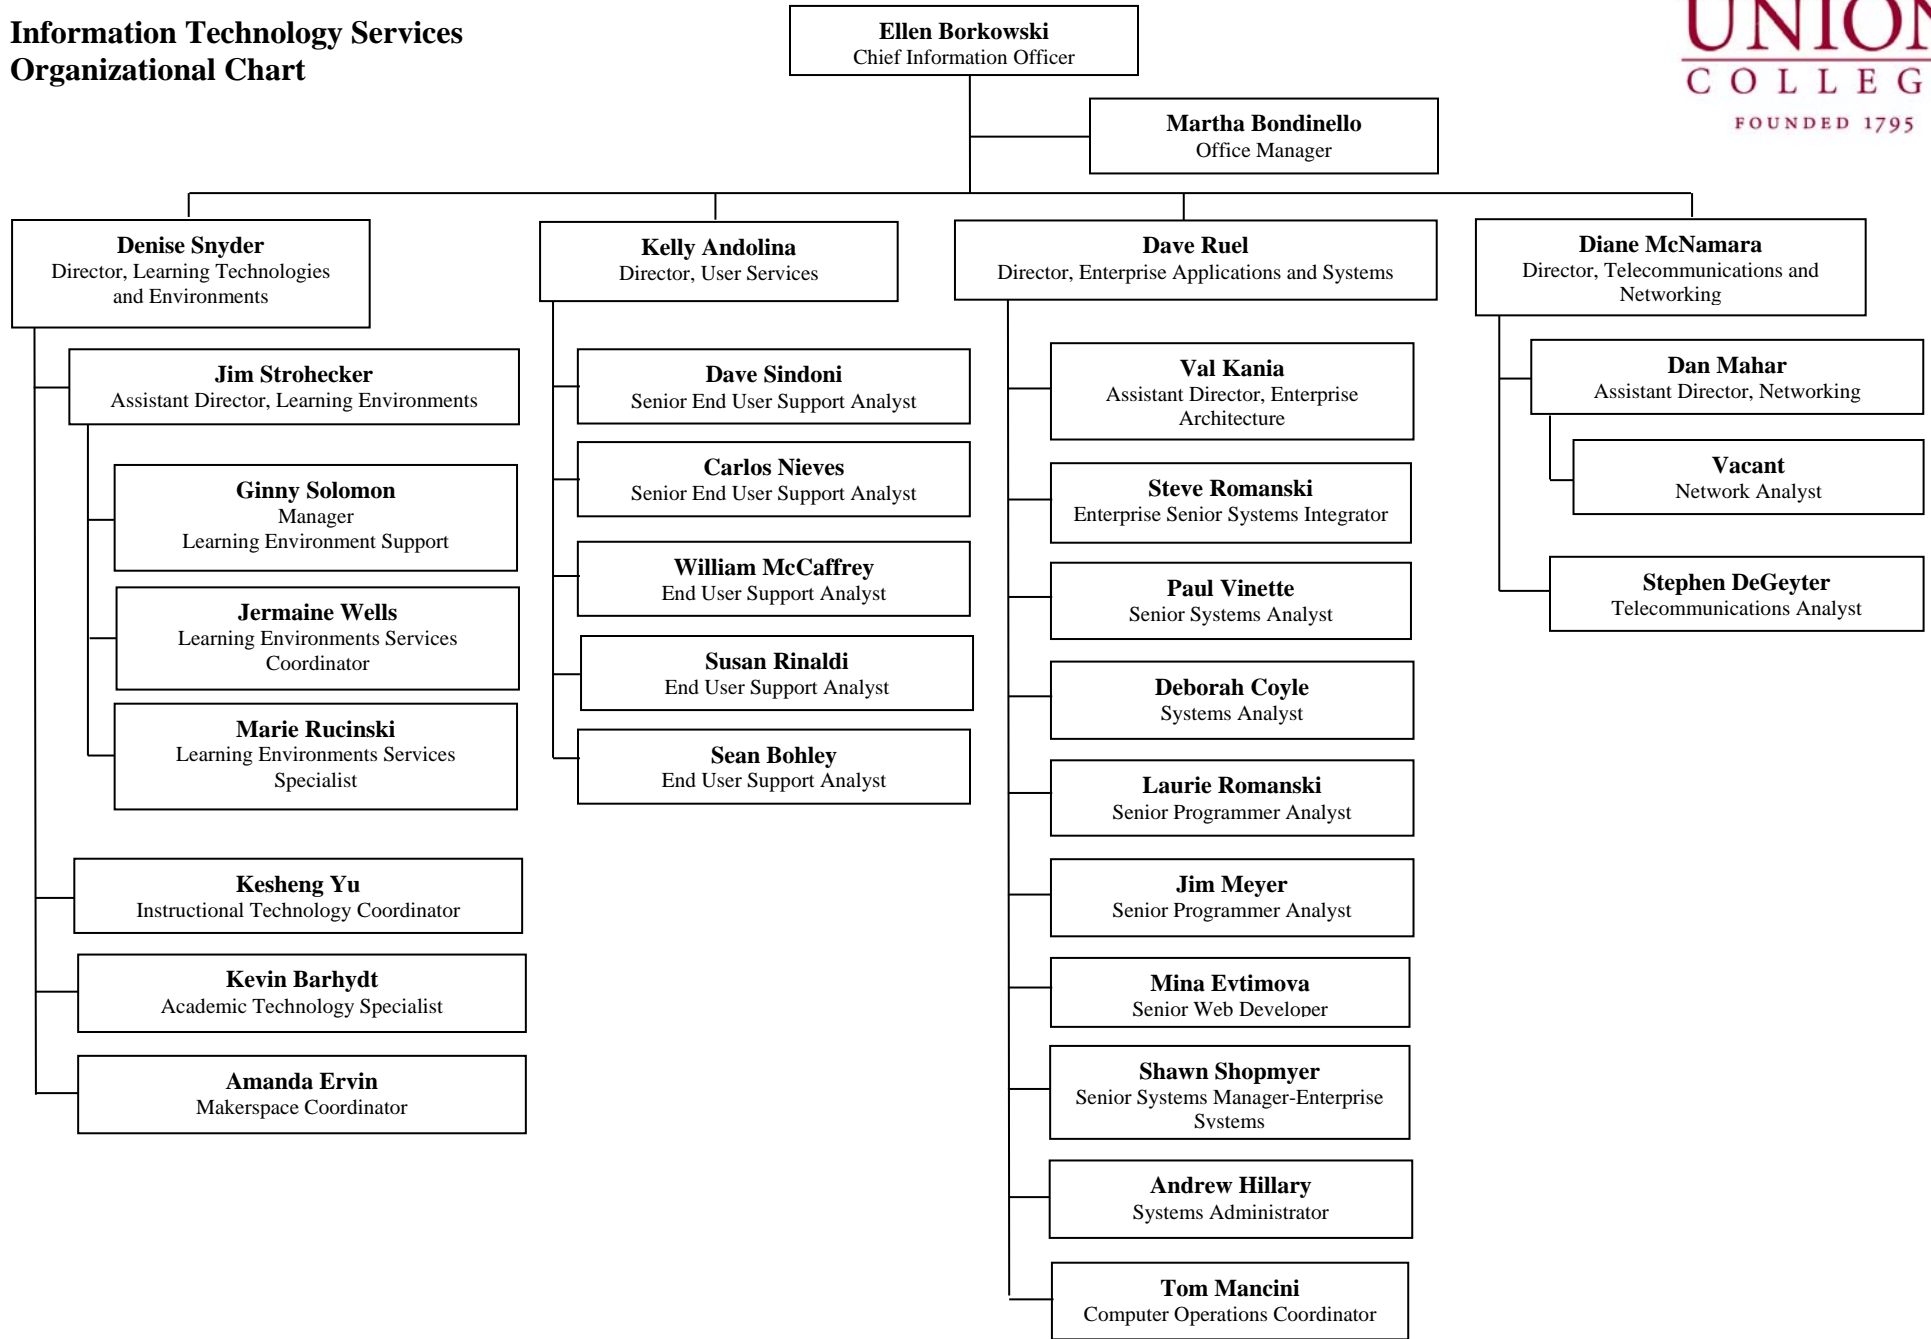 Information Technology Services
Organizational Chart
Ellen Borkowski
Chief Information Officer
UNION
COLLEG
FOUNDED 1795
Martha Bondinello
Office Manager
Denise Snyder
Director, Learning Technologies
and Environments
Jim Strohecker
Assistant Director, Learning Environments
Ginny Solomon
Manager
Learning Environment Support
Jermaine Wells
Learning Environments Services
Coordinator
Marie Rucinski
Learning Environments Services
Specialist
Kesheng Yu
Instructional Technology Coordinator
Kevin Barhydt
Academic Technology Specialist
Amanda Ervin
Makerspace Coordinator
Kelly Andolina
Director, User Services
Dave Sindoni
Senior End User Support Analyst
Carlos Nieves
Senior End User Support Analyst
William McCaffrey
End User Support Analyst
Susan Rinaldi
End User Support Analyst
Sean Bohley
End User Support Analyst
Dave Ruel
Director, Enterprise Applications and Systems
Val Kania
Assistant Director, Enterprise
Architecture
Steve Romanski
Enterprise Senior Systems Integrator
Paul Vinette
Senior Systems Analyst
Deborah Coyle
Systems Analyst
Laurie Romanski
Senior Programmer Analyst
Jim Meyer
Senior Programmer Analyst
Mina Evtimova
Senior Web Developer
Shawn Shopmyer
Senior Systems Manager-Enterprise
Systems
Andrew Hillary
Systems Administrator
Tom Mancini
Computer Operations Coordinator
Diane McNamara
Director, Telecommunications and
Networking
Dan Mahar
Assistant Director, Networking
Vacant
Network Analyst
Stephen DeGeyter
Telecommunications Analyst